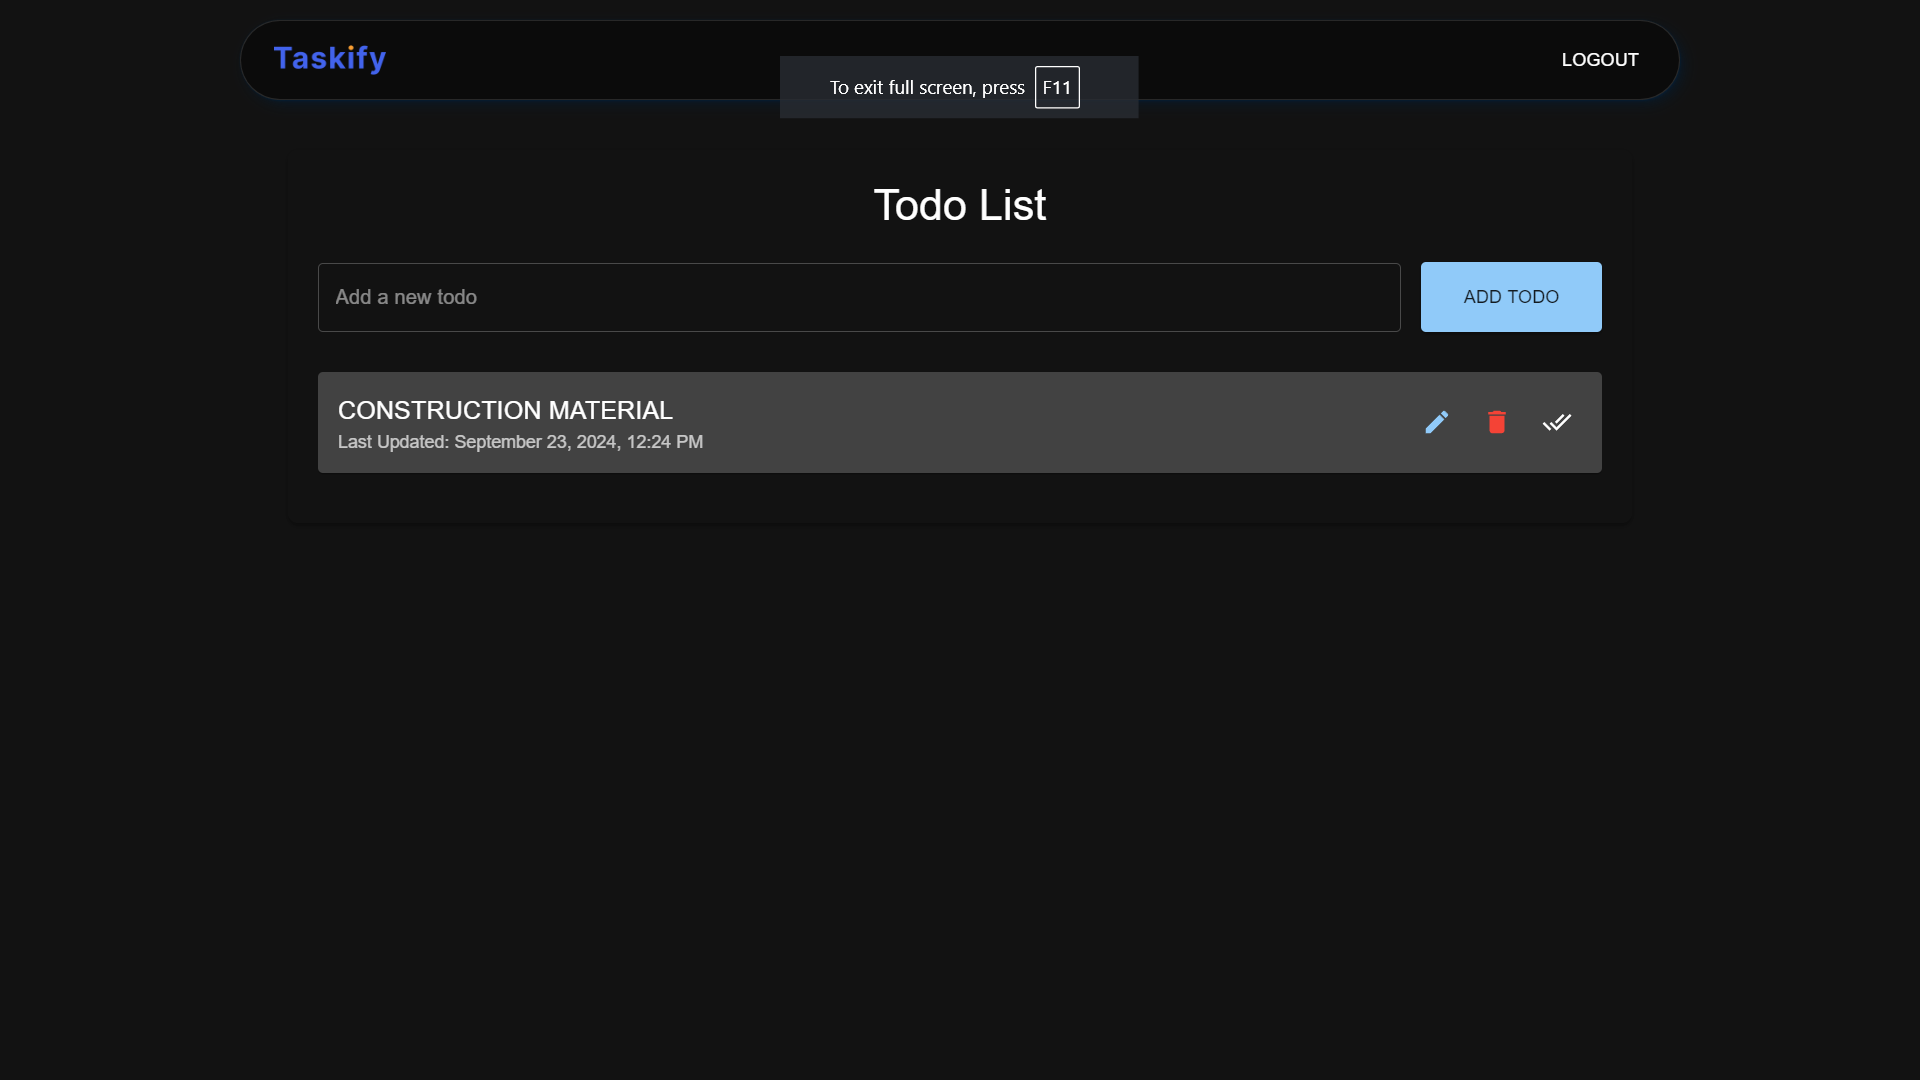 Taskify
LOGOUT
To exit full screen, press F11
Todo List
Add a new todo
ADD TODO
CONSTRUCTION MATERIAL
Last Updated: September 23, 2024, 12:24 PM